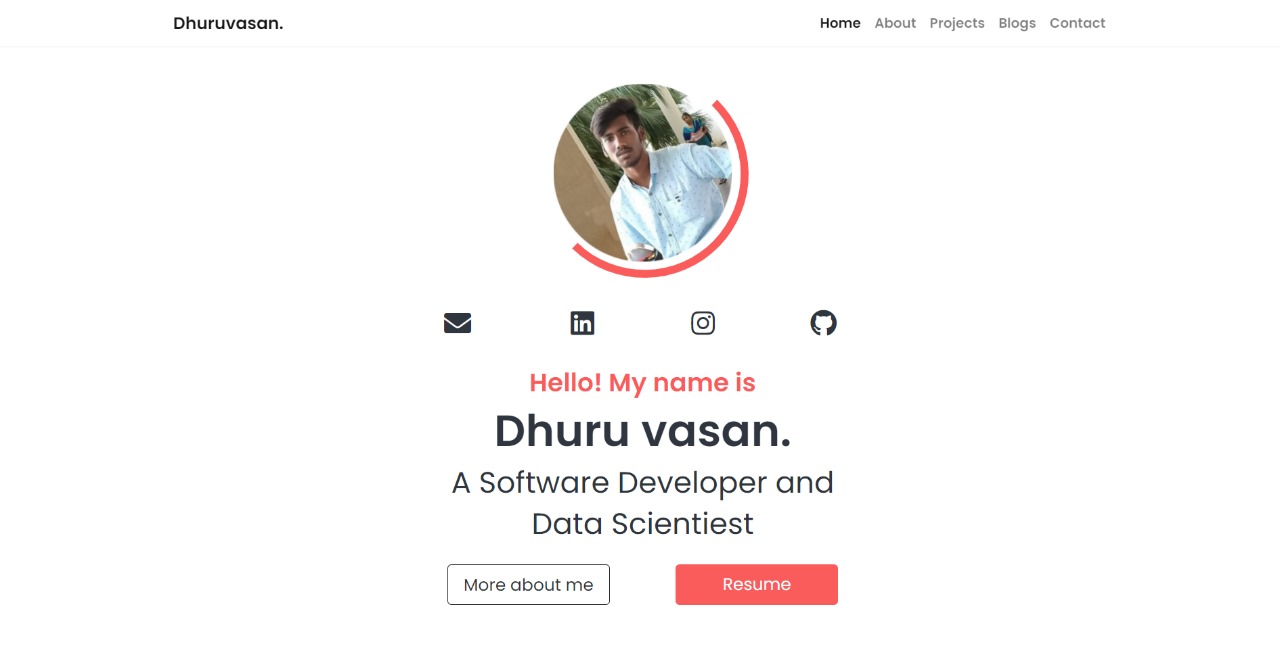 Dhuruvasan.
Home About Projects Blogs Contact
Hello! My name is
Dhuru vasan.
A Software Developer and
Data Scientiest
More about me
Resume